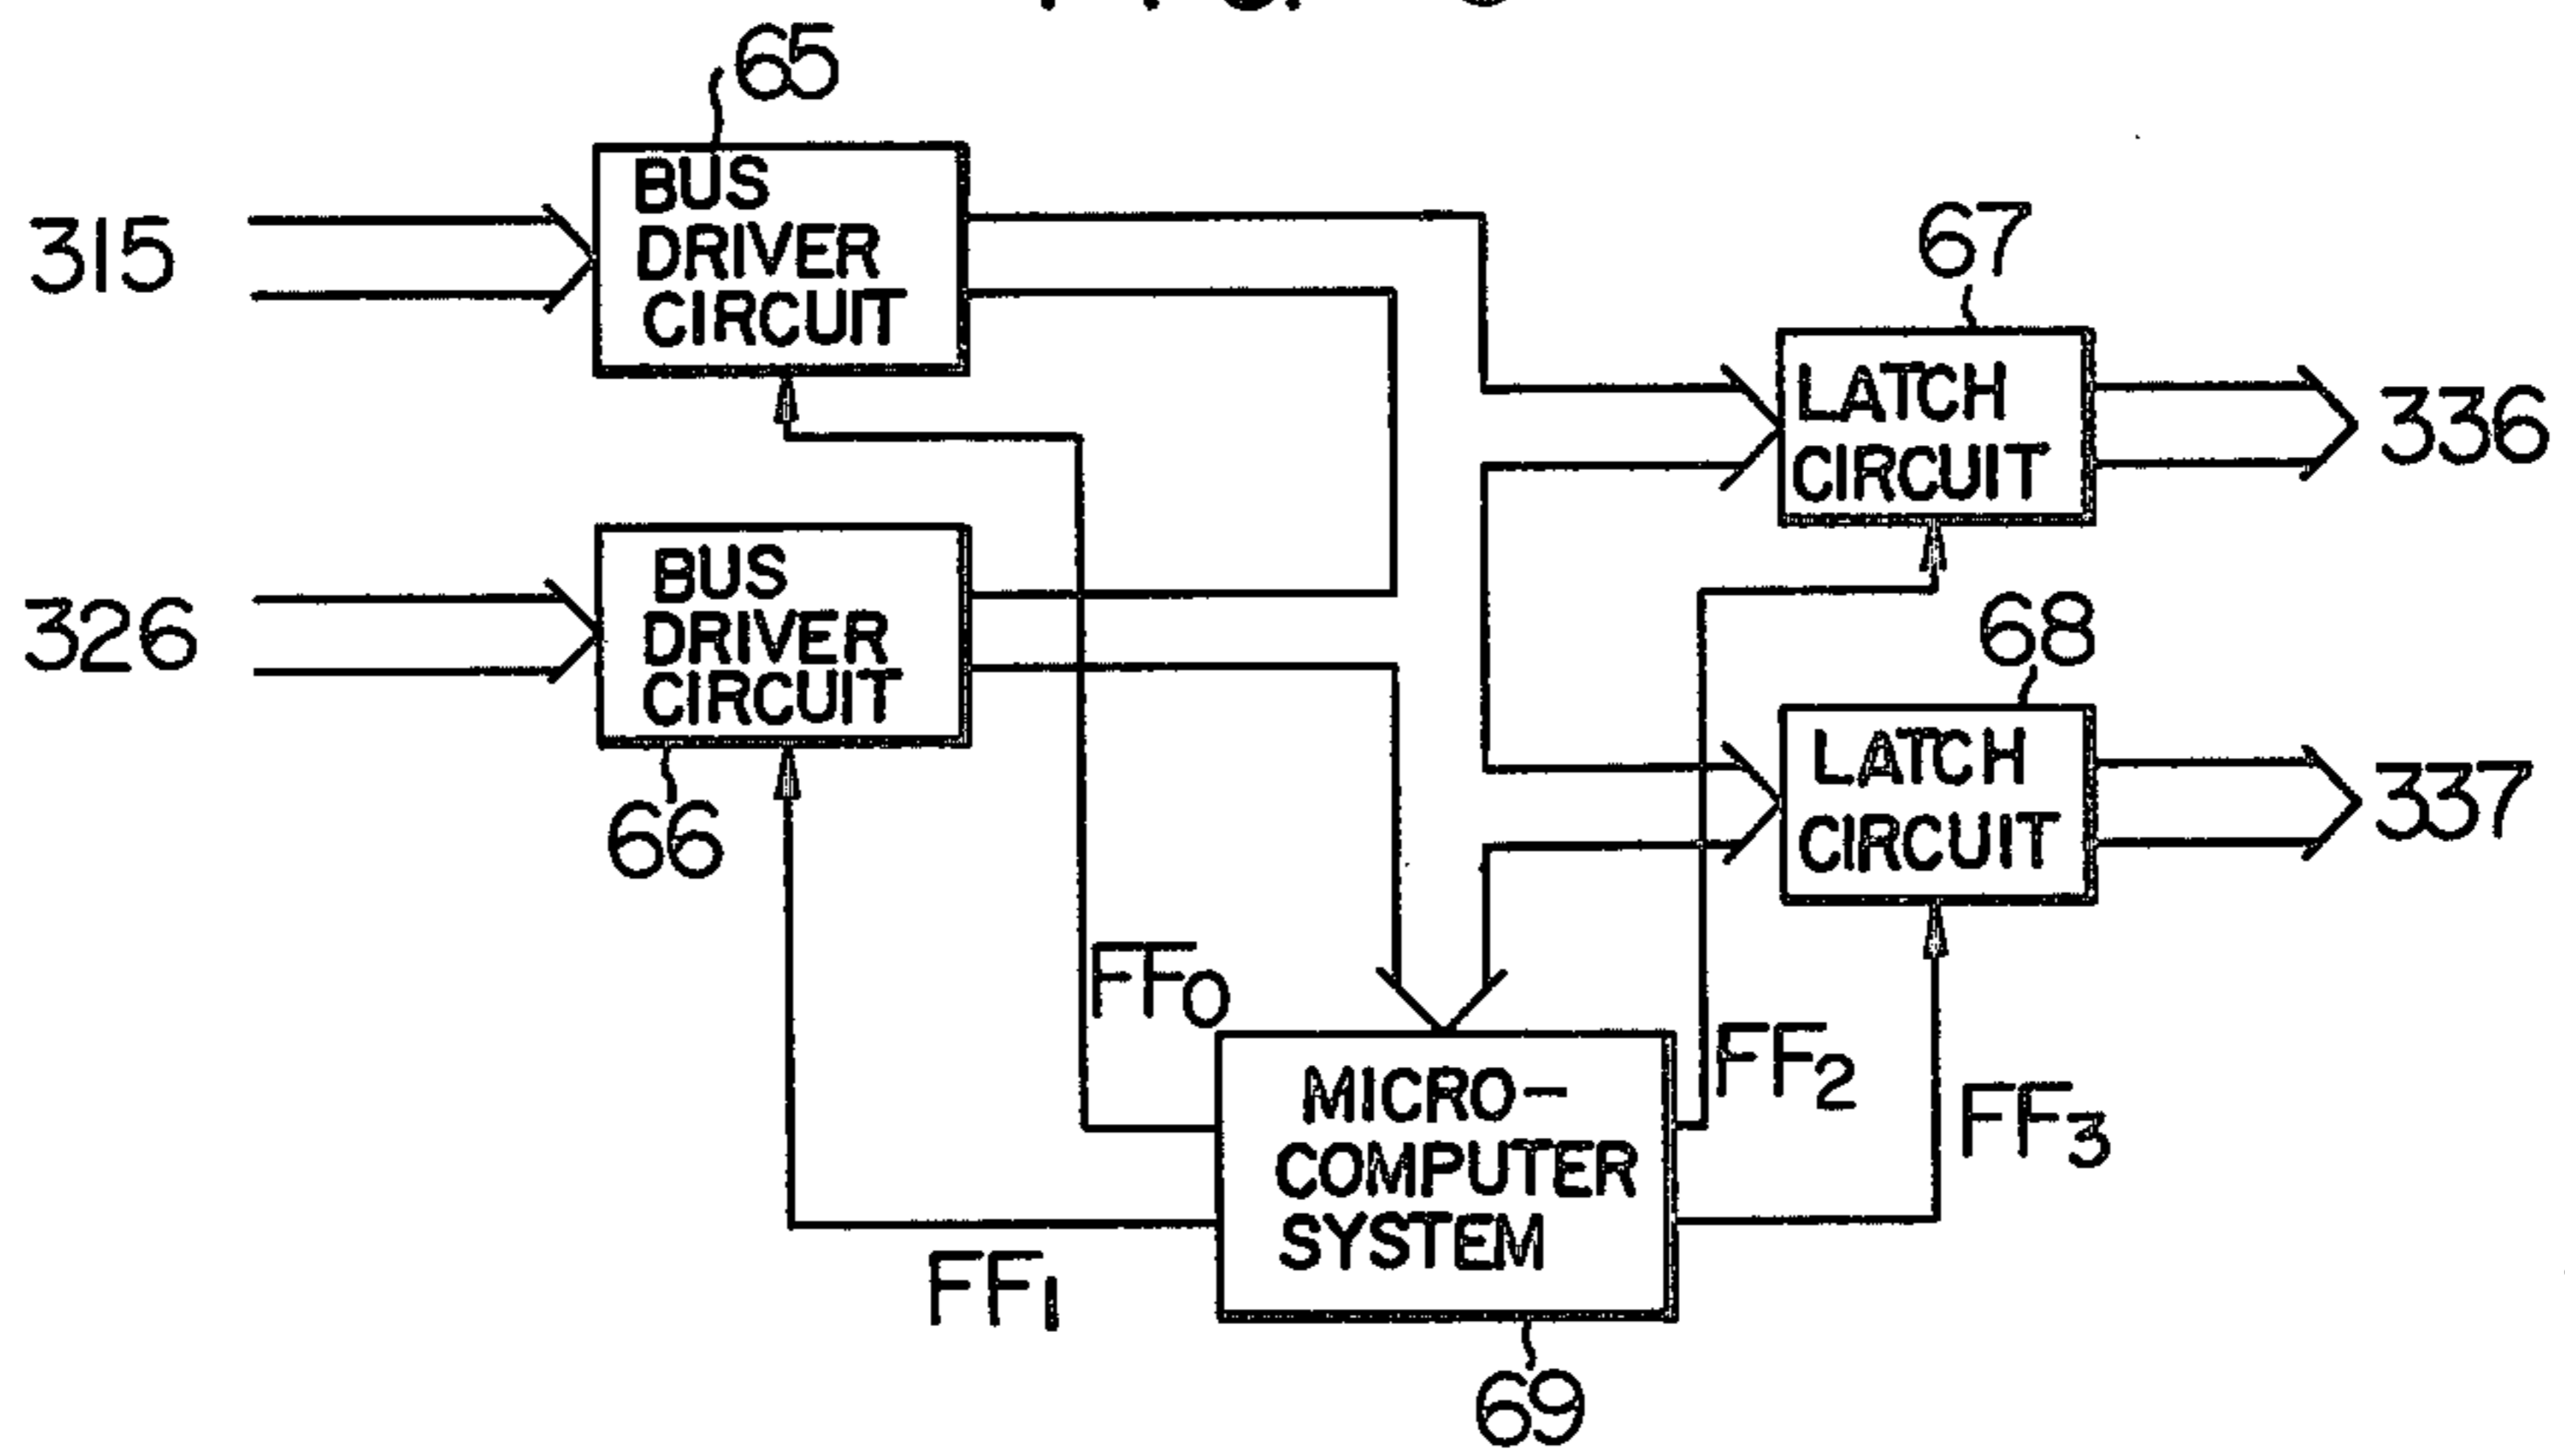 65
BUS
DRIVER
CIRCUIT
315
67
LATCH
CIRCUIT
336
BUS
DRIVER
CIRCUIT
326
66
68
LATCH
CIRCUIT
337
FF0
FF2
FF3
MICRO-
COMPUTER
SYSTEM
FF1
69